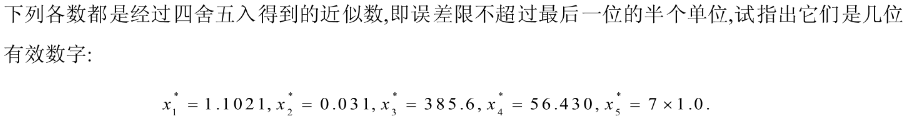 下列各数都是经过四舍五入得到的近似数,即误差限不超过最后一位的半个单位,试指出它们是几位
有效数字:
x₁* = 1.1021, x₂* = 0.031, x₃* = 385.6, x₄* = 56.430, x₅* = 7 × 1.0.